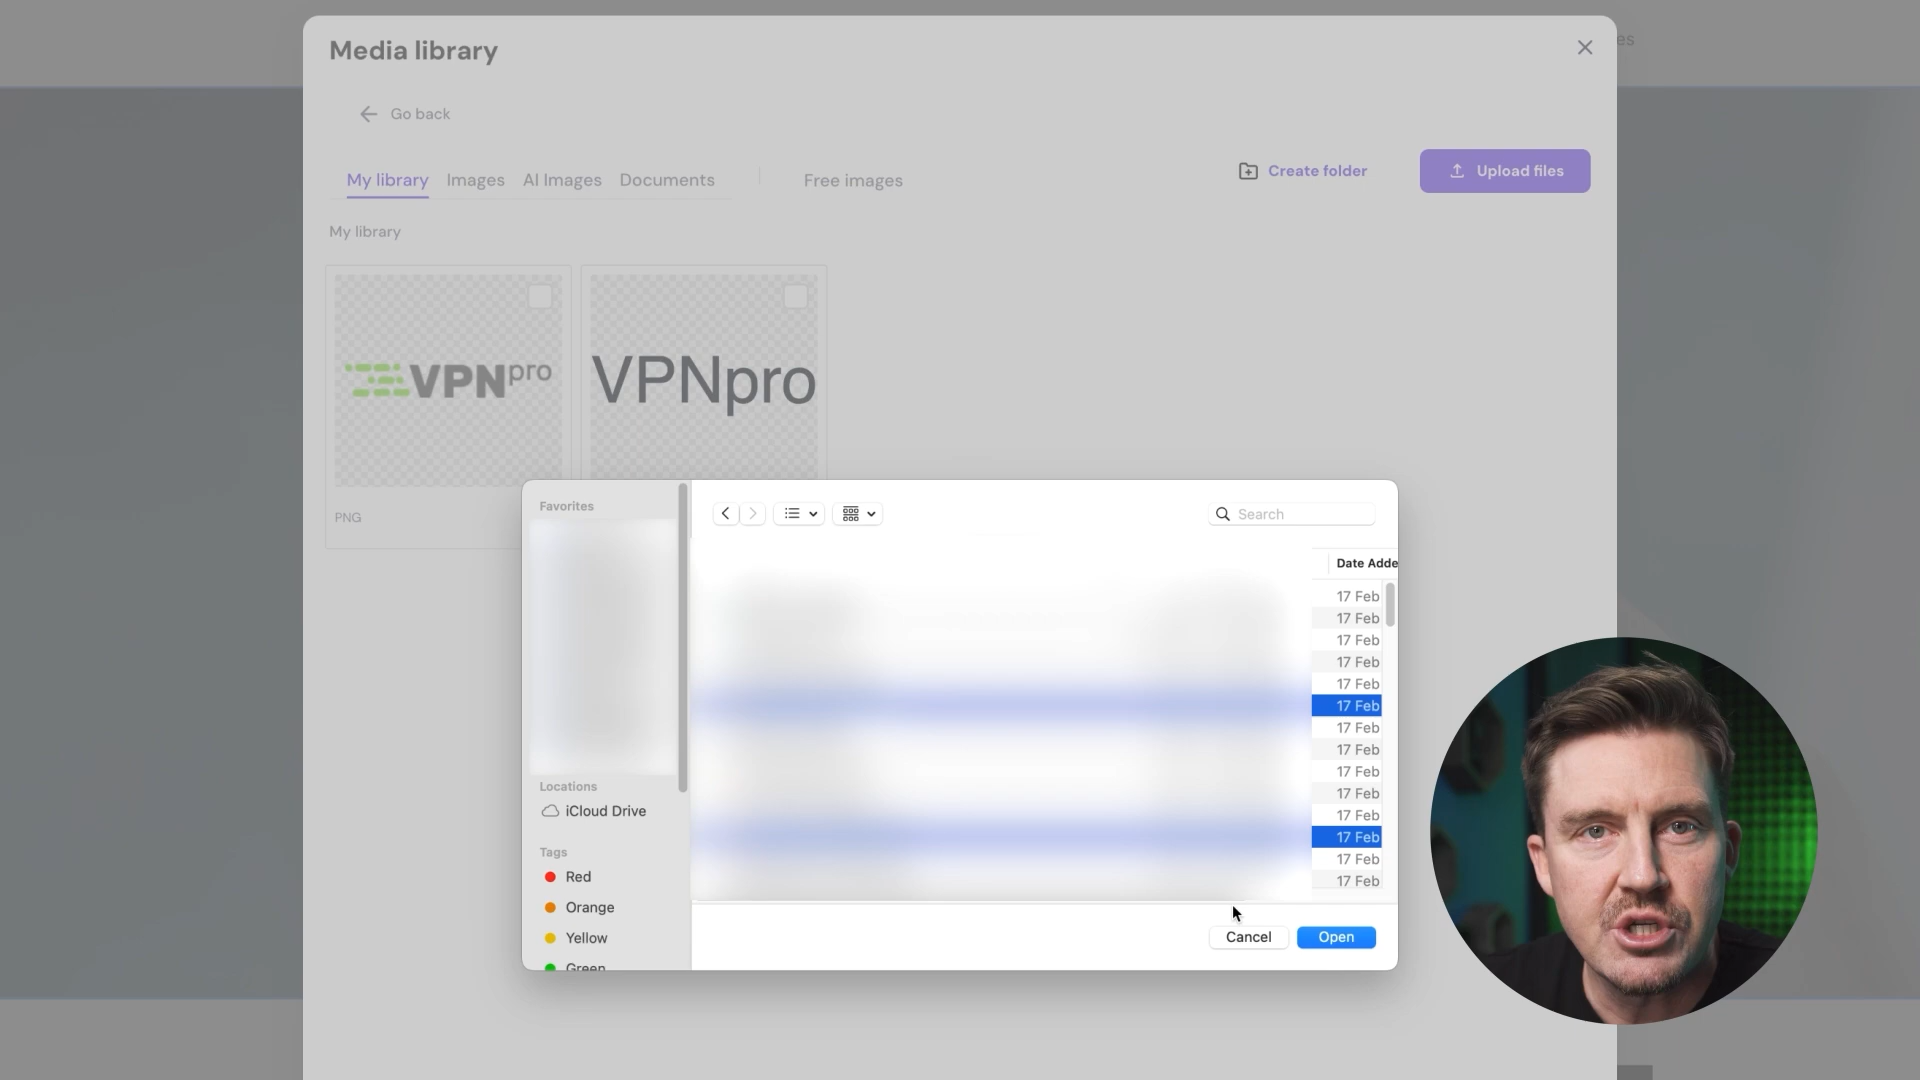 Media library
es
Go back
My library
Images
AI Images
Documents
Free images
Create folder
Upload files
My library
VPNpro
VPNpro
PNG
Favorites
Search
Date Adde
17 Feb
17 Feb
17 Feb
17 Feb
17 Feb
17 Feb
17 Feb
17 Feb
17 Feb
17 Feb
17 Feb
17 Feb
17 Feb
17 Feb
Locations
iCloud Drive
Tags
Red
Orange
Yellow
Green
Cancel
Open